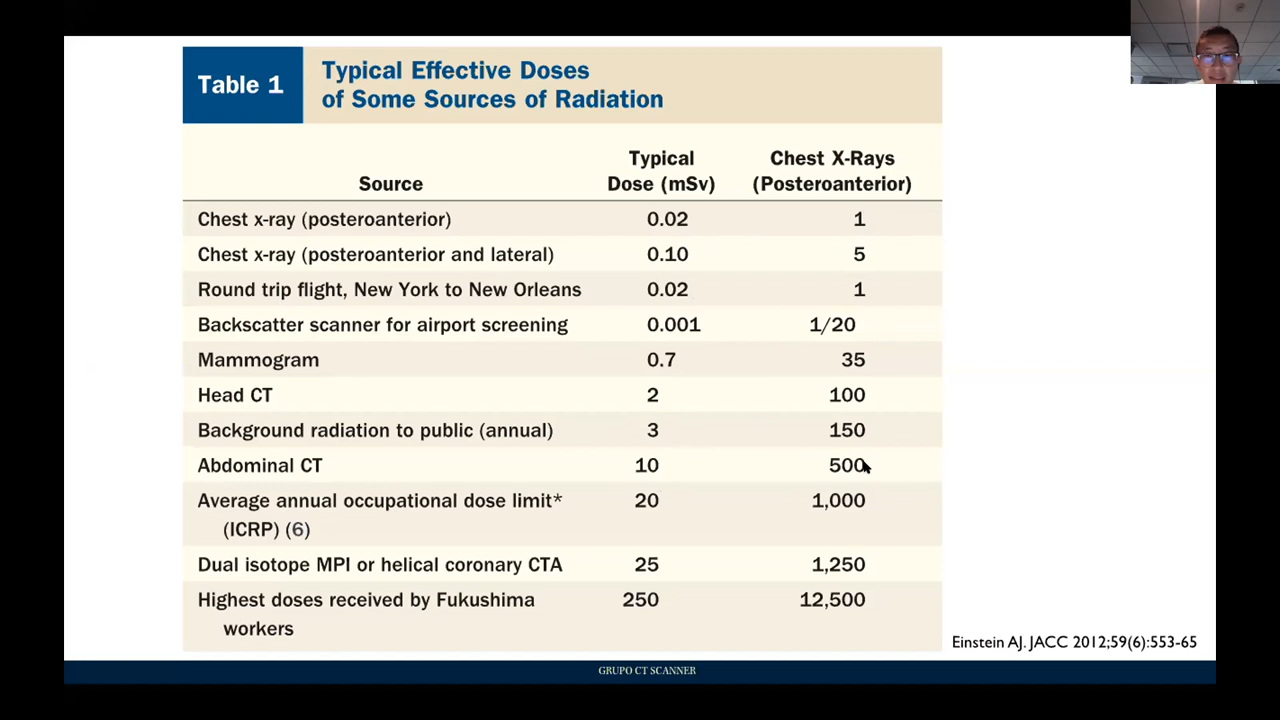 Table 1
Typical Effective Doses
of Some Sources of Radiation
Source
Typical
Dose (mSv)
Chest X-Rays
(Posteroanterior)
Chest x-ray (posteroanterior) 0.02 1
Chest x-ray (posteroanterior and lateral) 0.10 5
Round trip flight, New York to New Orleans 0.02 1
Backscatter scanner for airport screening 0.001 1/20
Mammogram 0.7 35
Head CT 2 100
Background radiation to public (annual) 3 150
Abdominal CT 10 500
Average annual occupational dose limit* 20 1,000
(ICRP) (6)
Dual isotope MPI or helical coronary CTA 25 1,250
Highest doses received by Fukushima 250 12,500
workers
Einstein AJ. JACC 2012;59(6):553-65
GRUPO CT SCANNER